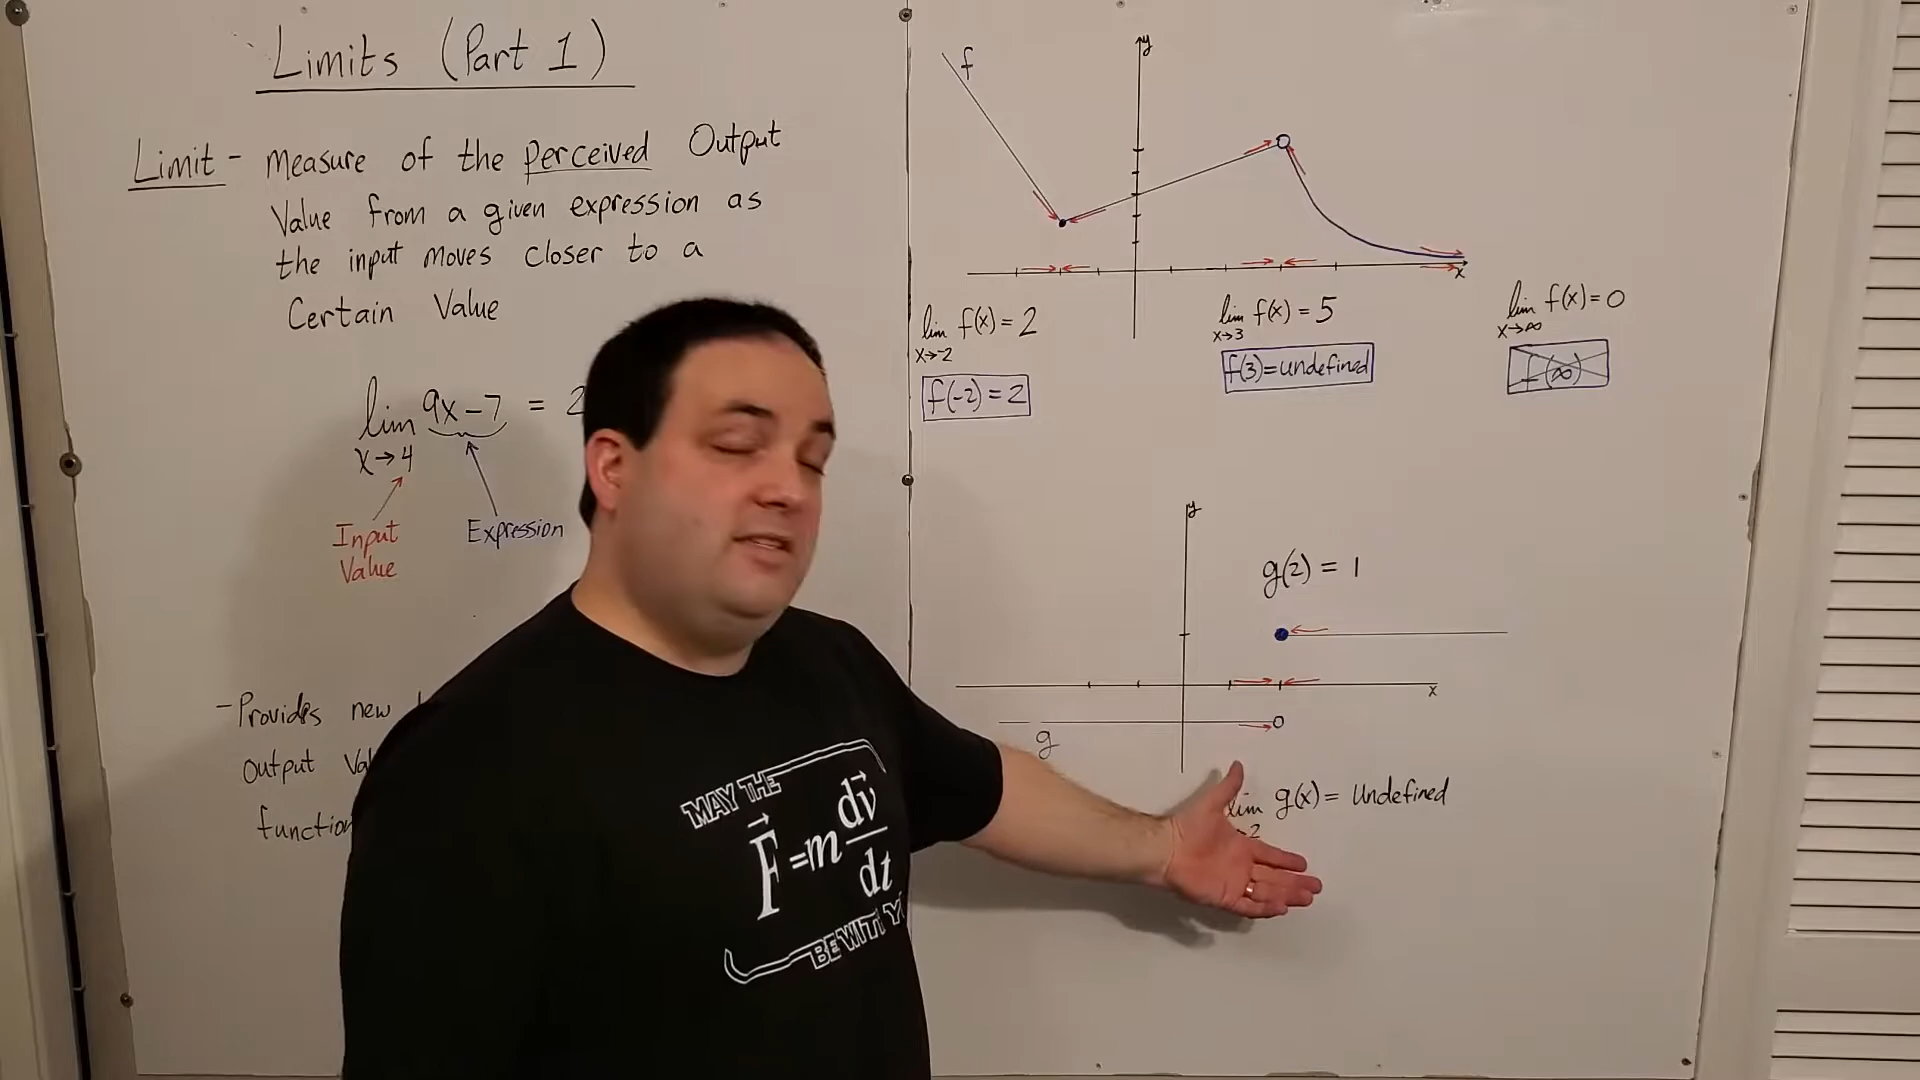 Limits (Part 1)
Limit - measure of the perceived Output
Value from a given expression as
the input moves closer to a
Certain Value
lim 9x-7 = 2
x→4
Input
Value
Expression
- Provides new
output
function
f
y
x
lim f(x) = 2
x→-2
f(-2) = 2
lim f(x) = 5
x→3
f(3) = undefined
lim f(x) = 0
x→∞
f(∞)
y
g(2) = 1
x
g
lim g(x) = Undefined
→2
MAY THE
F⃗ = m dv⃗/dt
BE WITH